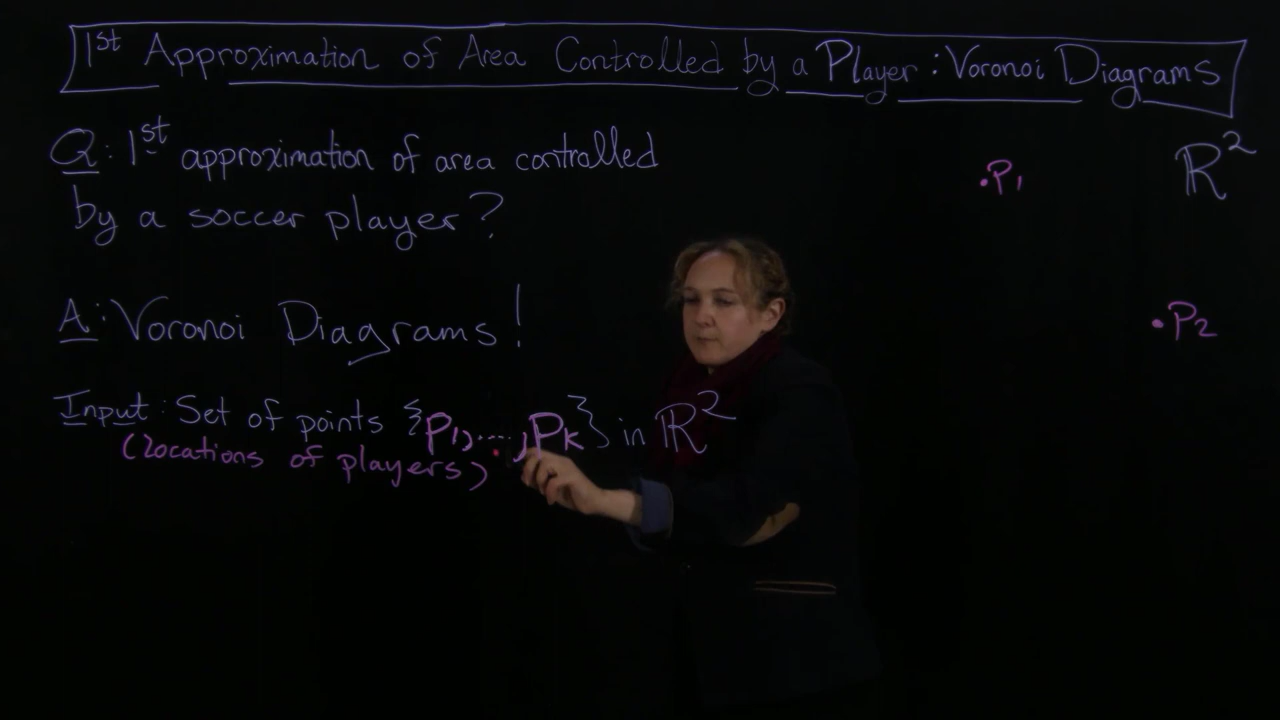 1st Approximation of Area Controlled by a Player: Voronoi Diagrams
Q: 1st approximation of area controlled
by a soccer player?
A: Voronoi Diagrams!
Input: Set of points {P1, ...., Pk} in ℝ²
(locations of players)
•P1
ℝ²
•P2